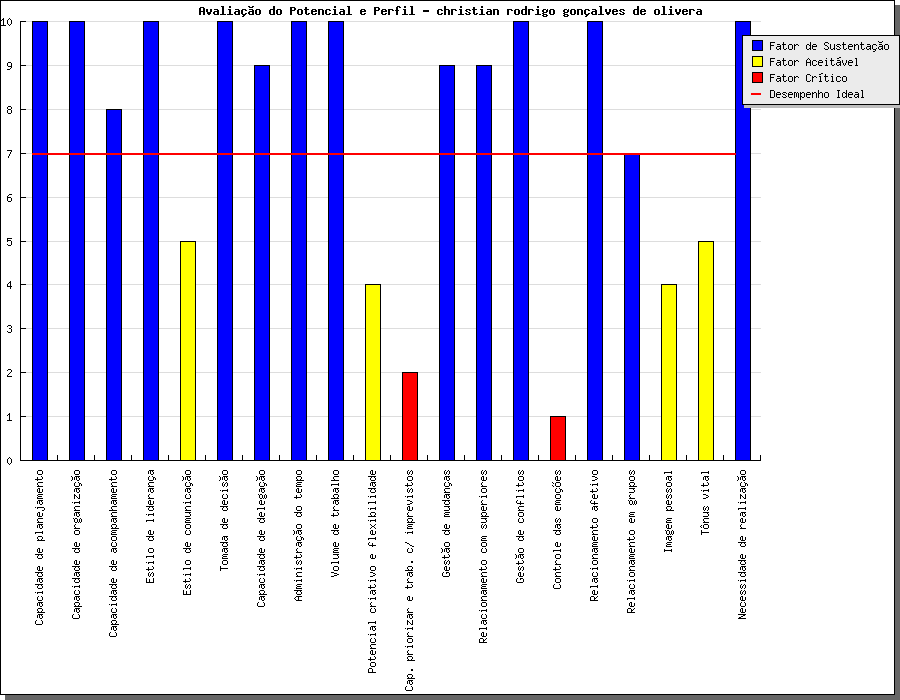 Avaliação do Potencial e Perfil - christian rodrigo gonçalves de olivera
10
9
8
7
6
5
4
3
2
1
0
Fator de Sustentação
Fator Aceitável
Fator Crítico
Desempenho Ideal
Capacidade de planejamento
Capacidade de organização
Capacidade de acompanhamento
Estilo de liderança
Estilo de comunicação
Tomada de decisão
Capacidade de delegação
Administração do tempo
Volume de trabalho
Potencial criativo e flexibilidade
Cap. priorizar e trab. c/ imprevistos
Gestão de mudanças
Relacionamento com superiores
Gestão de conflitos
Controle das emoções
Relacionamento afetivo
Relacionamento em grupos
Imagem pessoal
Tônus vital
Necessidade de realização